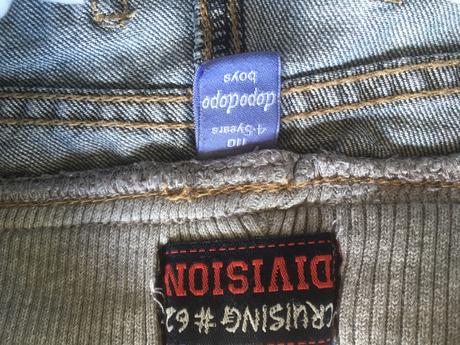 CRUISING #62
DIVISION
110
4-5years
dopodopo
boys